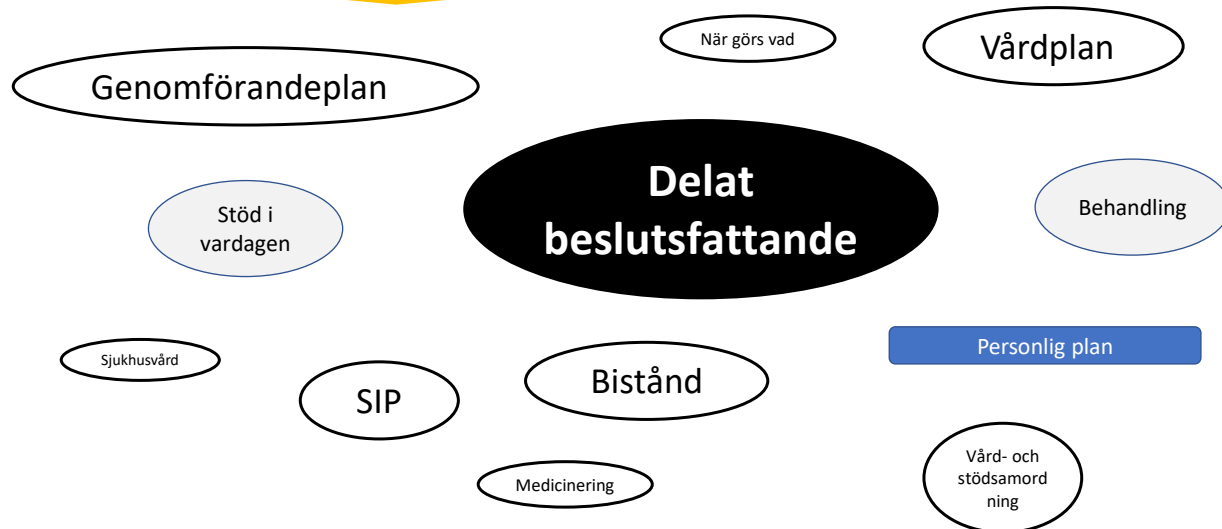 När görs vad
Vårdplan
Genomförandeplan
Delat
beslutsfattande
Stöd i
vardagen
Behandling
Personlig plan
Sjukhusvård
SIP
Bistånd
Vård- och
stödsamord
ning
Medicinering